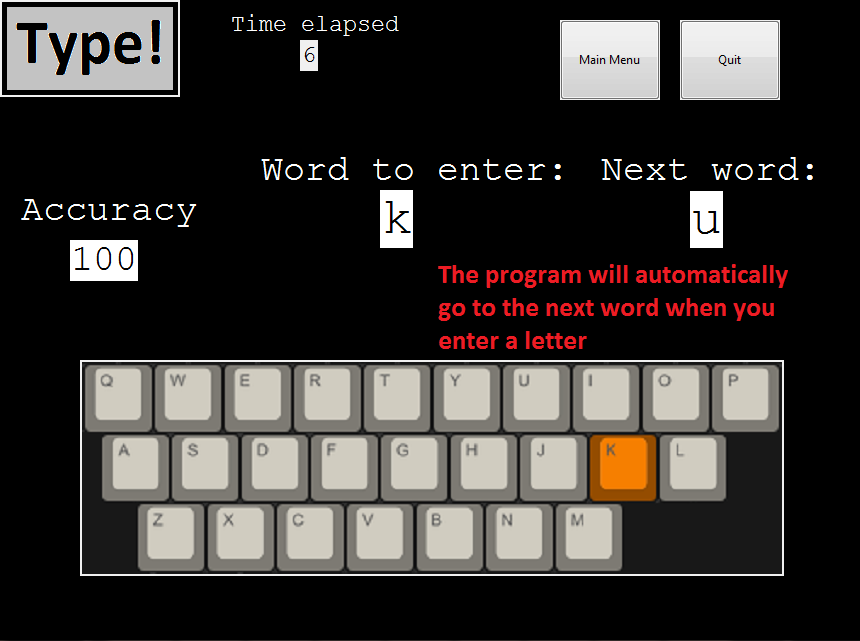 Type!
Time elapsed
6
Main Menu
Quit
Accuracy
100
Word to enter:
k
Next word:
u
The program will automatically
go to the next word when you
enter a letter
Q W E R T Y U I O P
A S D F G H J K L
Z X C V B N M